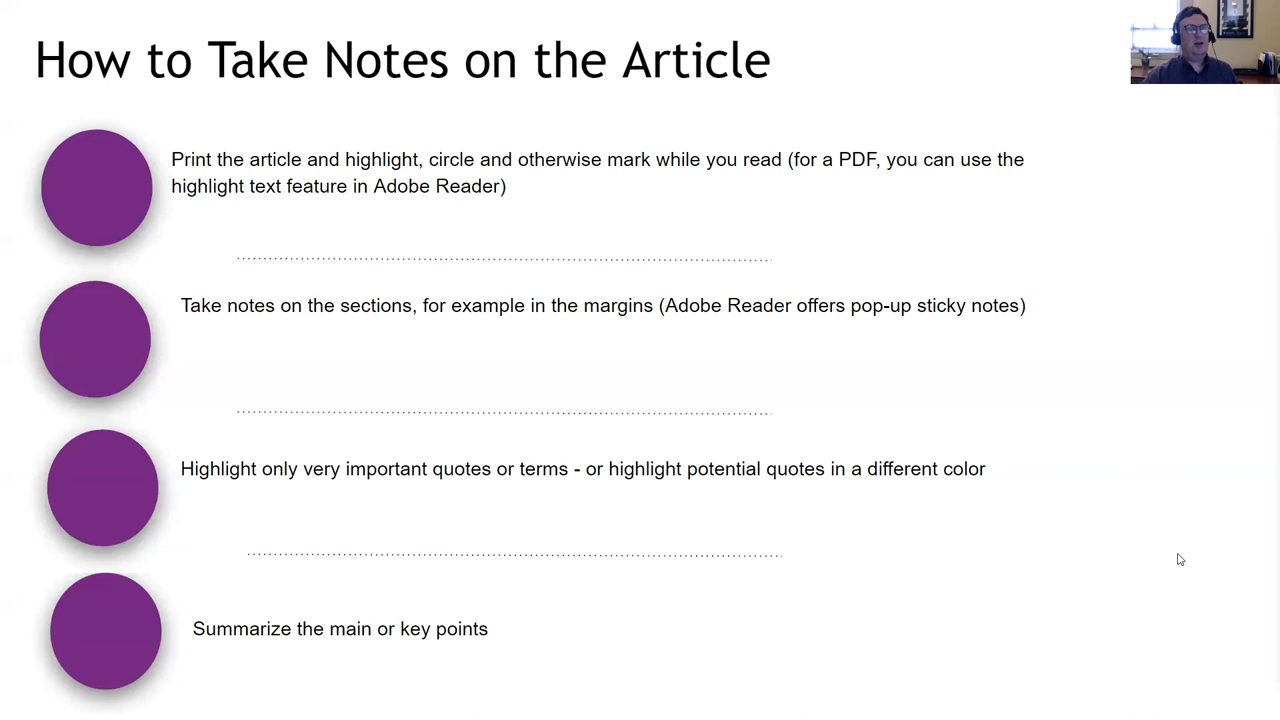 How to Take Notes on the Article
Print the article and highlight, circle and otherwise mark while you read (for a PDF, you can use the
highlight text feature in Adobe Reader)
Take notes on the sections, for example in the margins (Adobe Reader offers pop-up sticky notes)
Highlight only very important quotes or terms - or highlight potential quotes in a different color
Summarize the main or key points